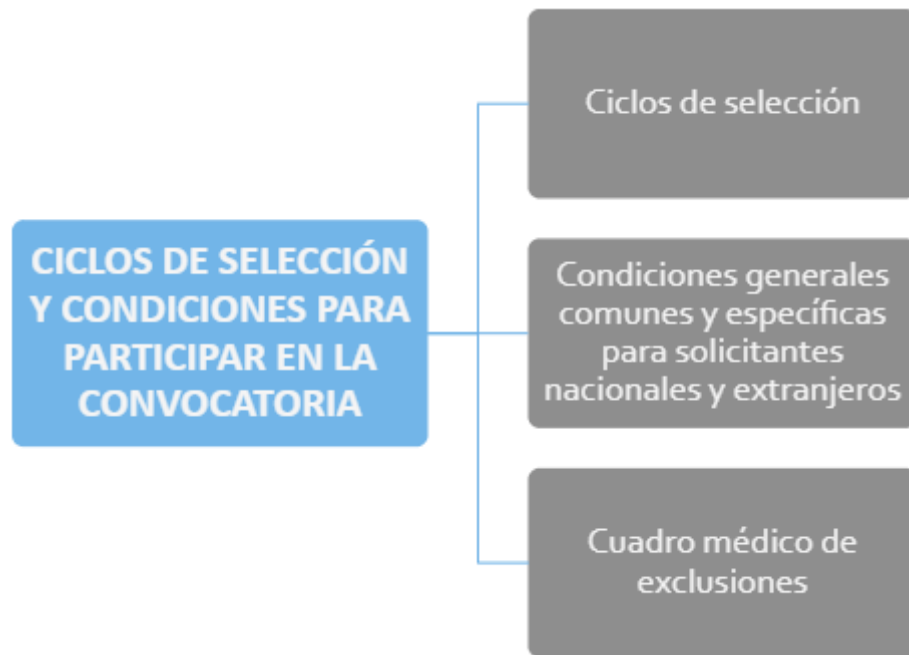 CICLOS DE SELECCIÓN
Y CONDICIONES PARA
PARTICIPAR EN LA
CONVOCATORIA
Ciclos de selección
Condiciones generales
comunes y específicas
para solicitantes
nacionales y extranjeros
Cuadro médico de
exclusiones